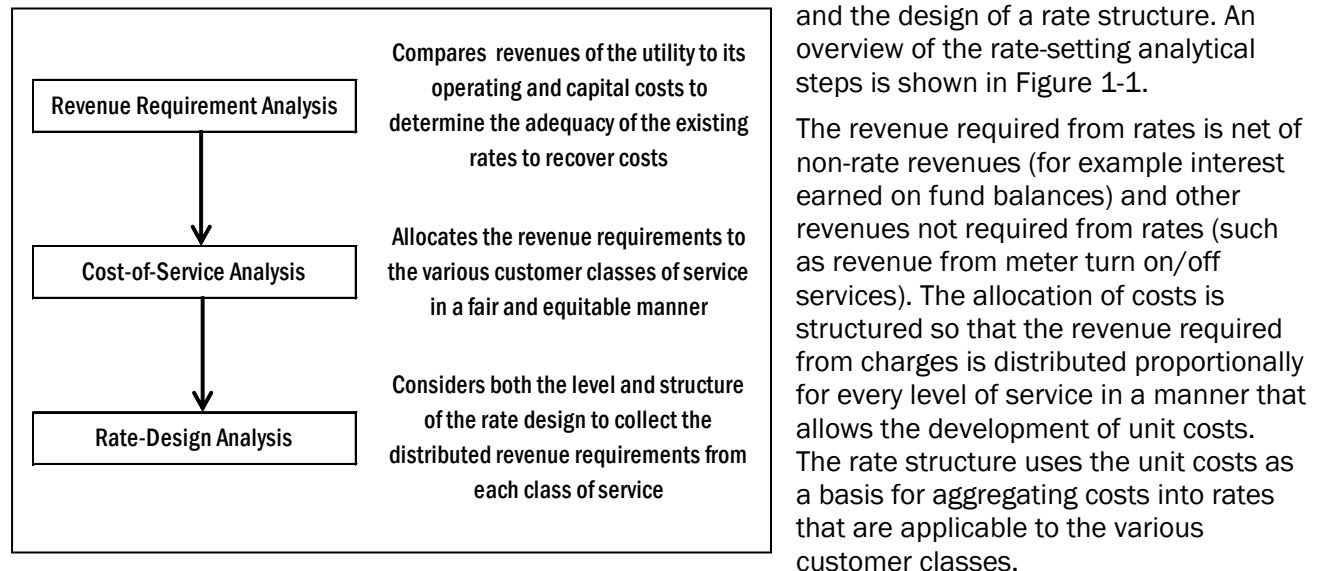 Revenue Requirement Analysis
Compares revenues of the utility to its
operating and capital costs to
determine the adequacy of the existing
rates to recover costs
Cost-of-Service Analysis
Allocates the revenue requirements to
the various customer classes of service
in a fair and equitable manner
Rate-Design Analysis
Considers both the level and structure
of the rate design to collect the
distributed revenue requirements from
each class of service
and the design of a rate structure. An
overview of the rate-setting analytical
steps is shown in Figure 1-1.
The revenue required from rates is net of
non-rate revenues (for example interest
earned on fund balances) and other
revenues not required from rates (such
as revenue from meter turn on/off
services). The allocation of costs is
structured so that the revenue required
from charges is distributed proportionally
for every level of service in a manner that
allows the development of unit costs.
The rate structure uses the unit costs as
a basis for aggregating costs into rates
that are applicable to the various
customer classes.